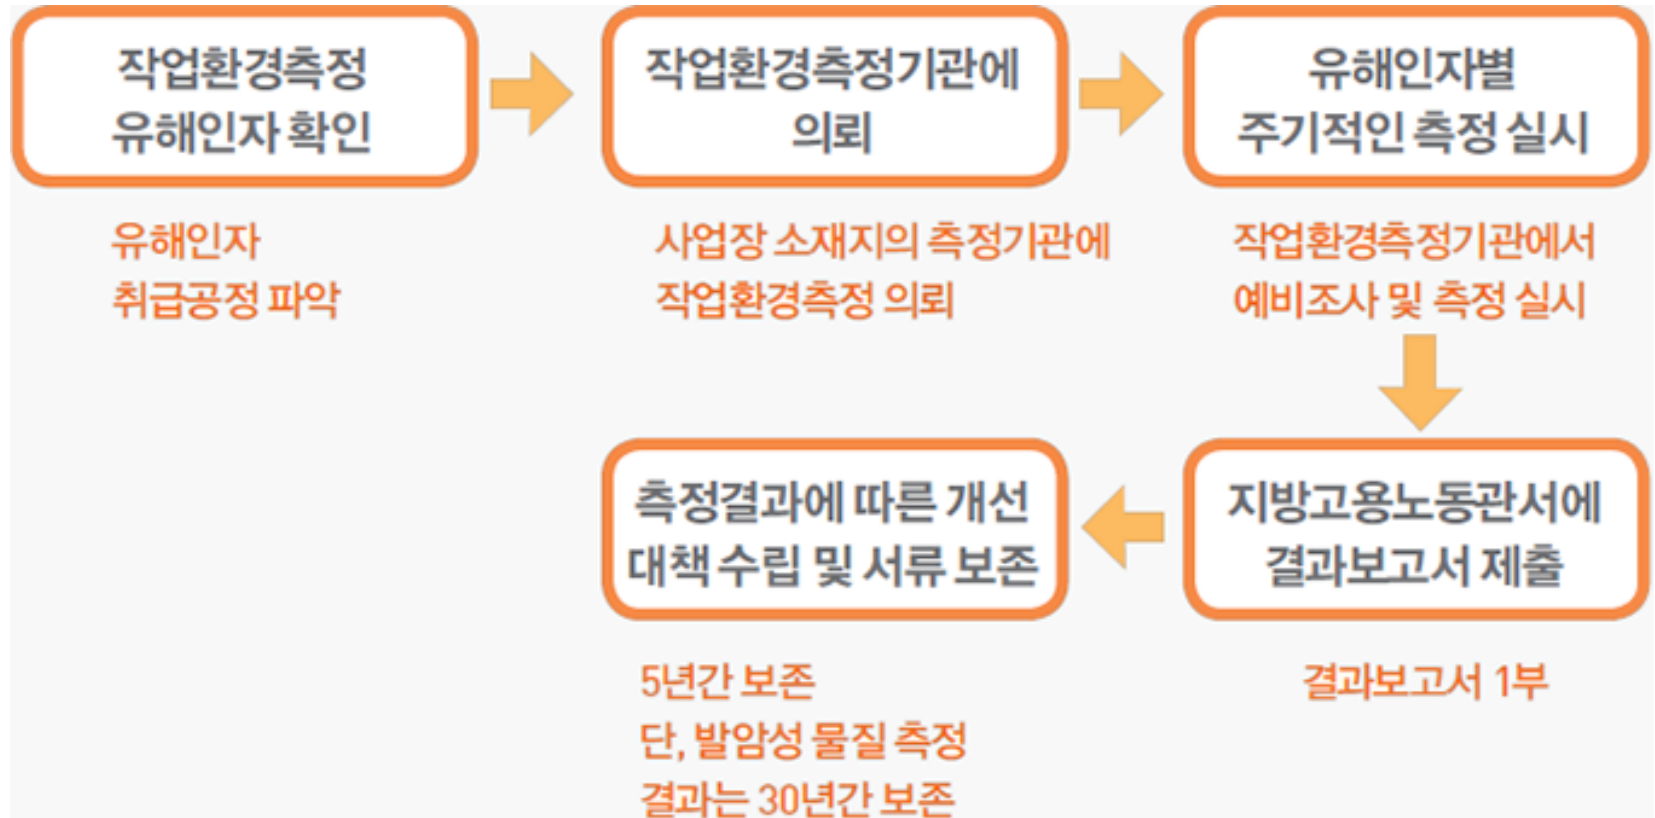 작업환경측정
유해인자 확인
유해인자
취급공정 파악
작업환경측정기관에
의뢰
사업장 소재지의 측정기관에
작업환경측정 의뢰
유해인자별
주기적인 측정 실시
작업환경측정기관에서
예비조사 및 측정 실시
지방고용노동관서에
결과보고서 제출
결과보고서 1부
측정결과에 따른 개선
대책 수립 및 서류 보존
5년간 보존
단, 발암성 물질 측정
결과는 30년간 보존